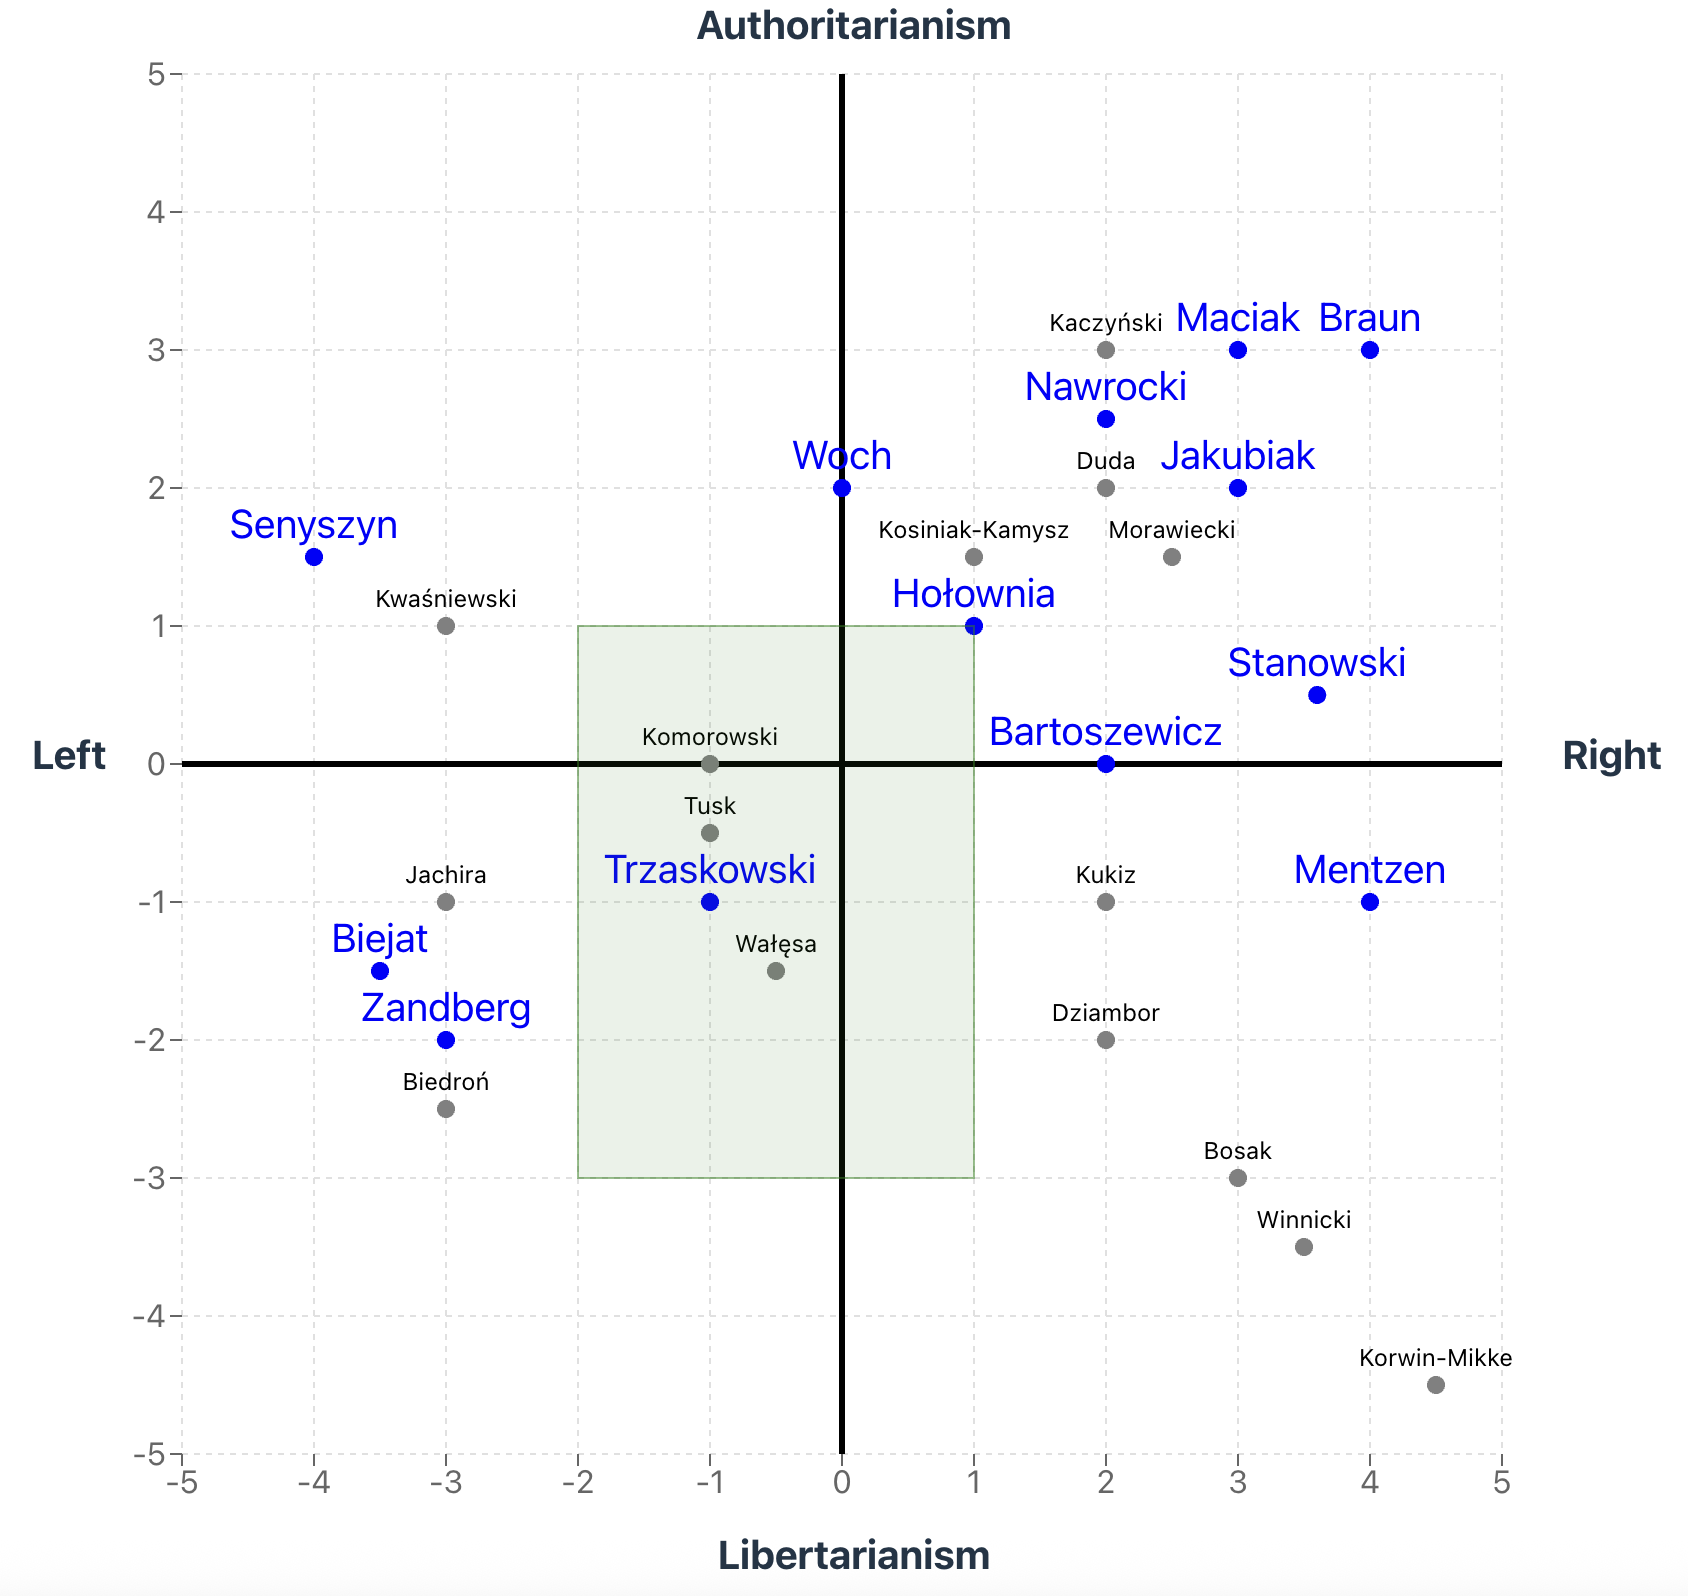 Authoritarianism
5
4
3
2
1
0
-1
-2
-3
-4
-5
Kaczyński
Maciak
Braun
Nawrocki
Woch
Duda
Jakubiak
Senyszyn
Kosiniak-Kamysz
Morawiecki
Kwaśniewski
Hołownia
Stanowski
Left
Komorowski
Bartoszewicz
Right
Tusk
Jachira
Trzaskowski
Kukiz
Mentzen
Biejat
Wałęsa
Zandberg
Dziambor
Biedroń
Bosak
Winnicki
Korwin-Mikke
-5 -4 -3 -2 -1 0 1 2 3 4 5
Libertarianism